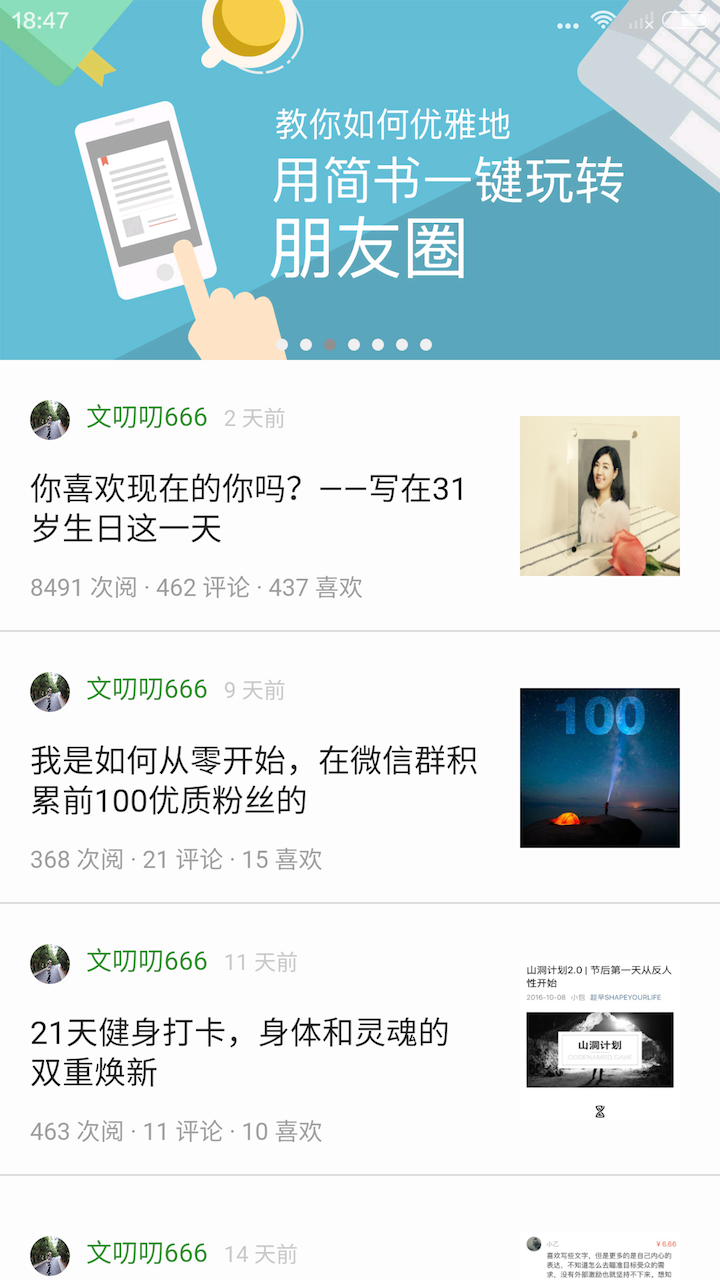 18:47
教你如何优雅地
用简书一键玩转
朋友圈
文叨叨666 2 天前
你喜欢现在的你吗？——写在31
岁生日这一天
8491 次阅 · 462 评论 · 437 喜欢
文叨叨666 9 天前
100
我是如何从零开始，在微信群积
累前100优质粉丝的
368 次阅 · 21 评论 · 15 喜欢
文叨叨666 11 天前
山洞计划2.0 | 节后第一天从反人
性开始
2016-10-08 小包 超早SHAPEYOURLIFE
21天健身打卡，身体和灵魂的
双重焕新
山洞计划
CODENAMED.CAVE
463 次阅 · 11 评论 · 10 喜欢
文叨叨666 14 天前
小乙 ¥ 6.66
喜欢写些文字，但是更多的是自己内心的
表达，不知道怎么去瞄准目标受众的需
求，没有外部激励也就坚持不下来，想知